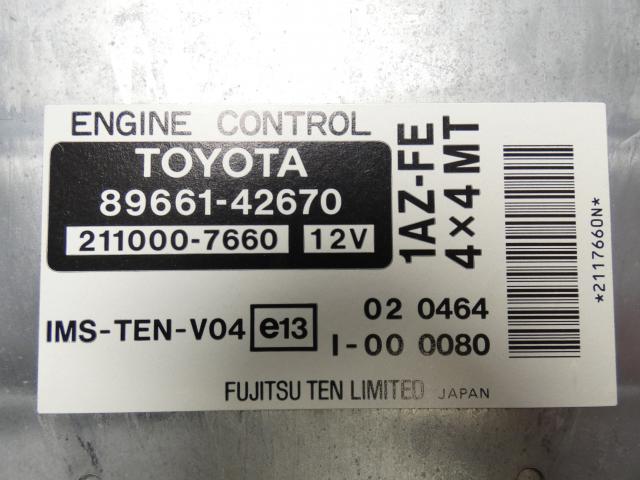 ENGINE CONTROL
TOYOTA
89661-42670
211000-7660 12V
1AZ-FE
4×4 MT
IMS-TEN-V04 e13
02 0464
I-00 0080
FUJITSU TEN LIMITED JAPAN
*2117660N*